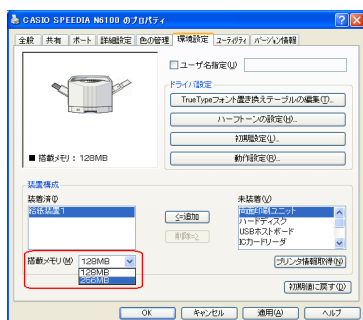 CASIO SPEEDIA N6100 のプロパティ
全般 共有 ポート 詳細設定 色の管理 環境設定 ユーティリティ バージョン情報
ユーザ名指定(U)
ドライバ設定
TrueTypeフォント置き換えテーブルの編集(T)...
ハーフトーンの設定(H)...
初期設定(L)...
動作設定(R)...
■ 搭載メモリ : 128MB
装置構成
装着済(I)
給紙装置1
<=追加
削除=>
未装着(V)
両面印刷ユニット
ハードディスク
USBホストボード
ICカードリーダ
搭載メモリ(M) 128MB
128MB
256MB
プリンタ情報取得(N)
初期値に戻す(D)
OK キャンセル 適用(A) ヘルプ